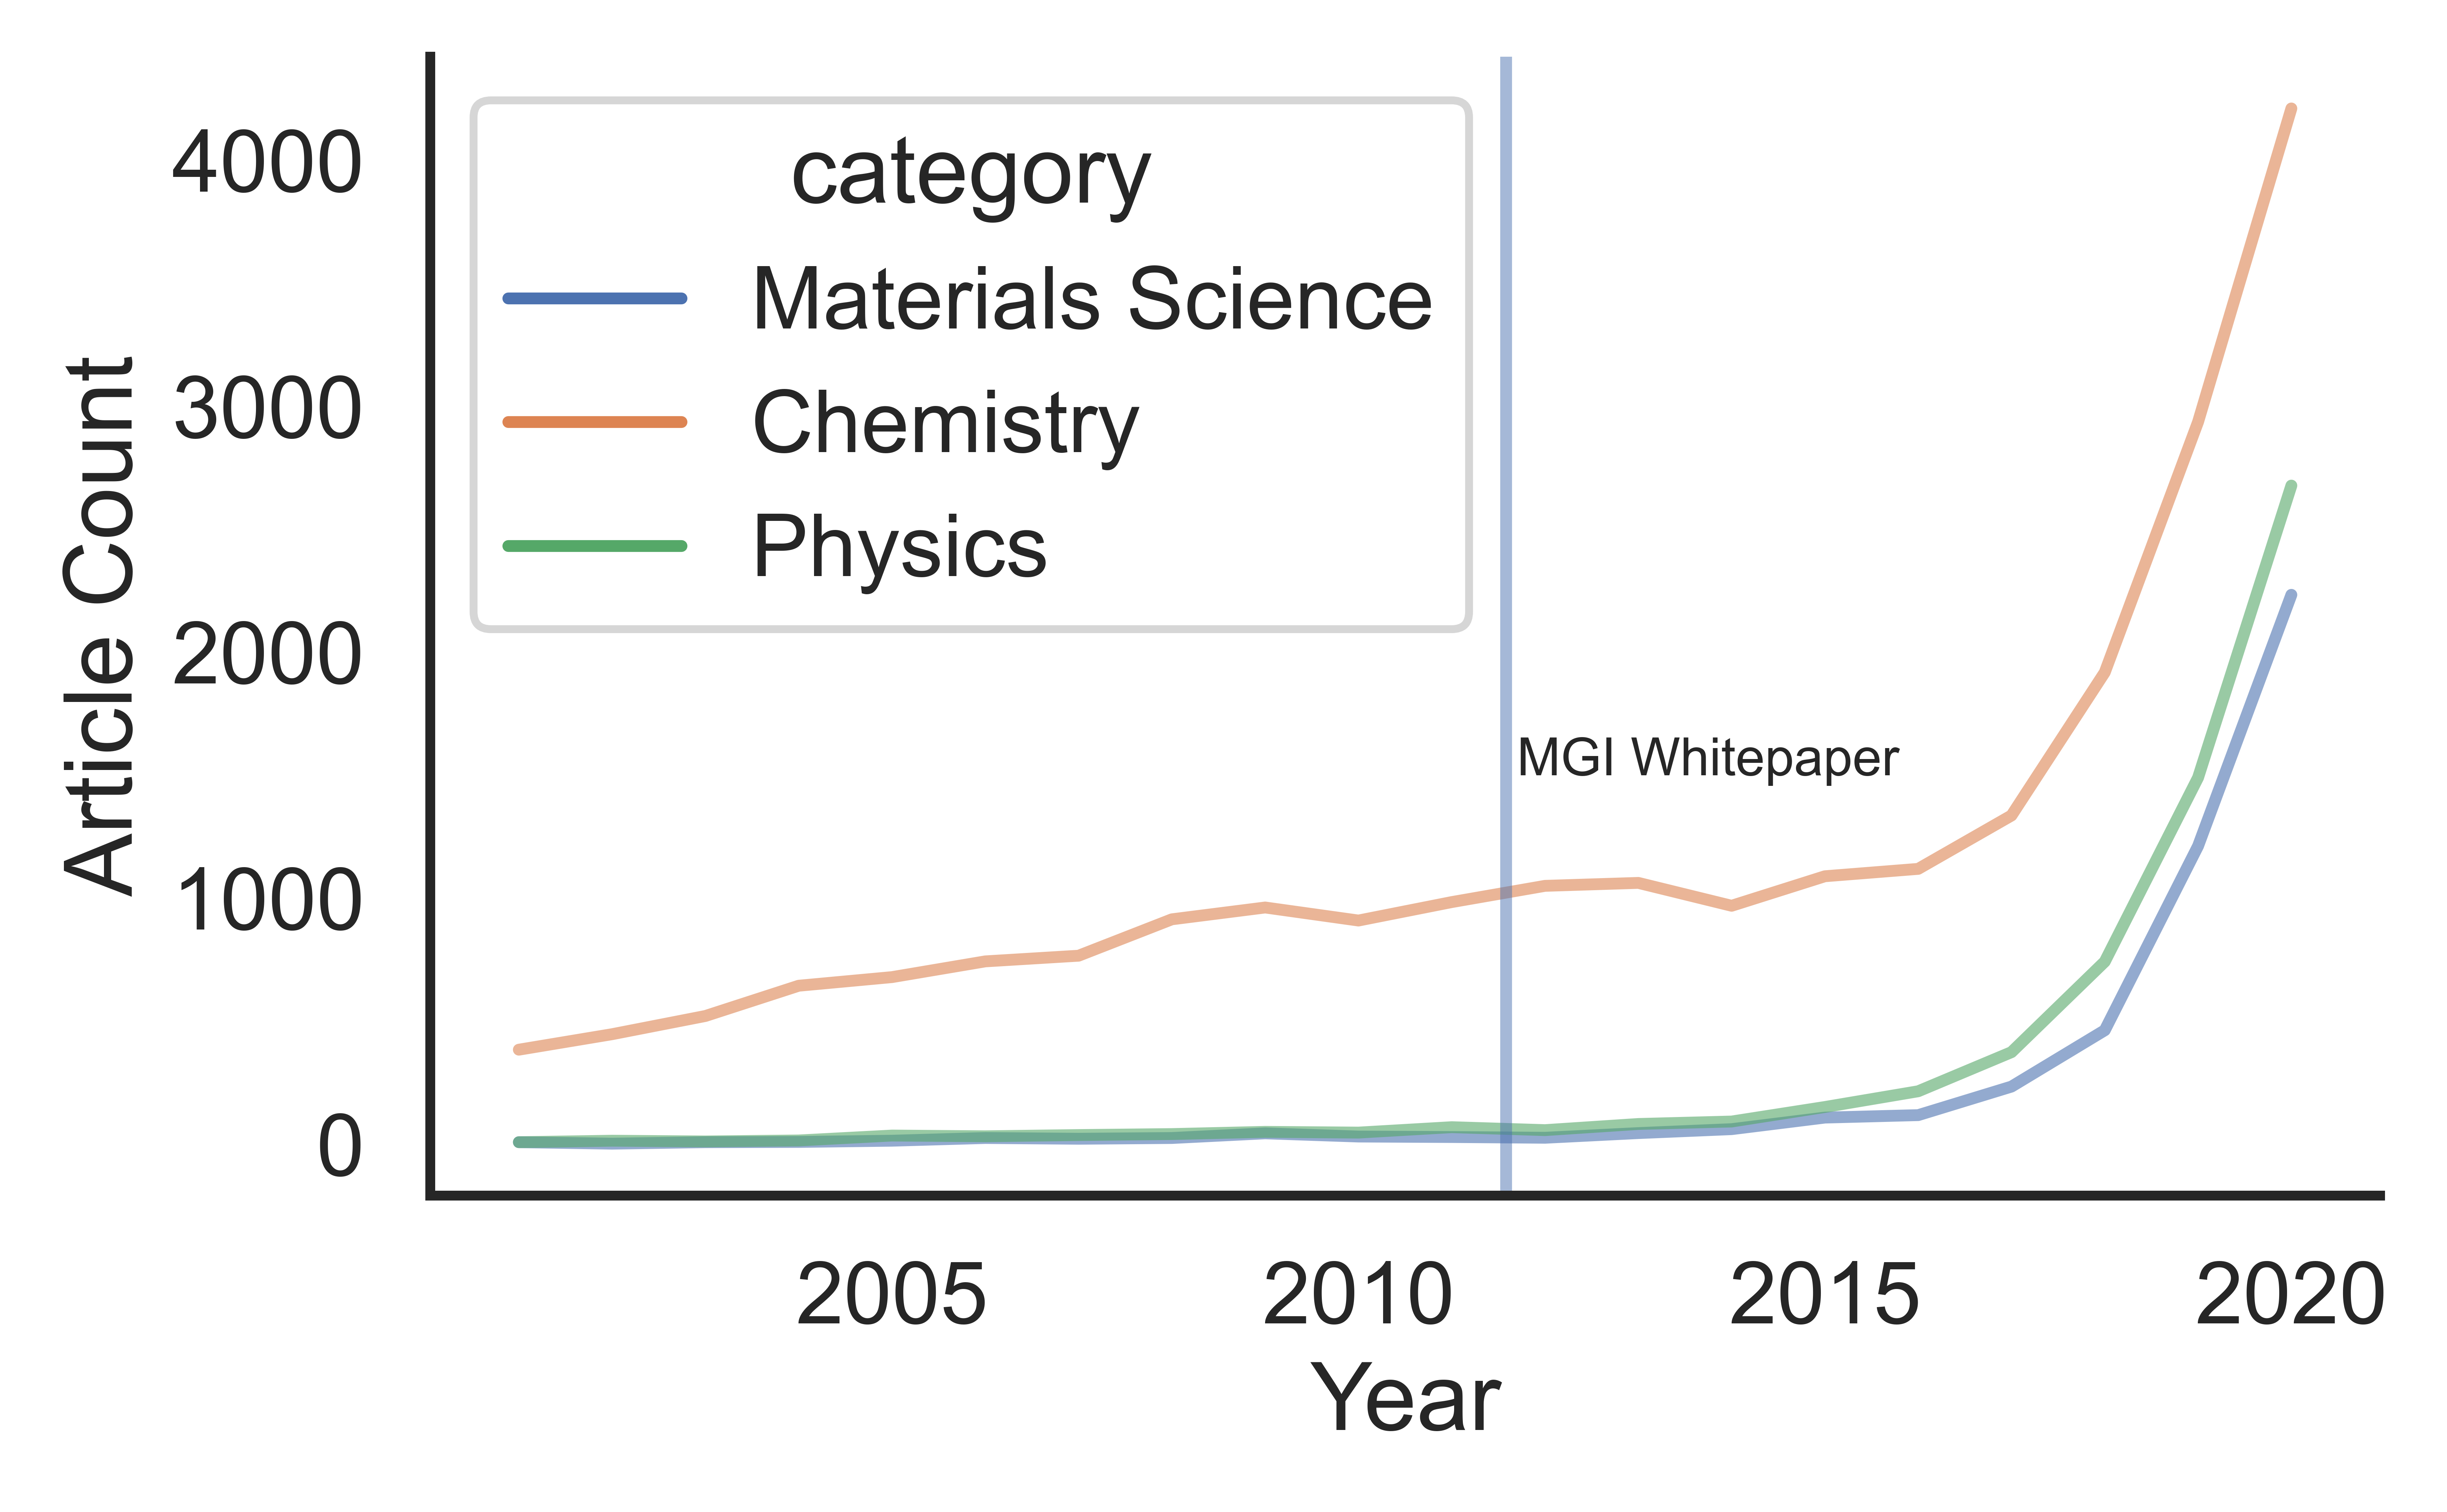 category
Materials Science
Chemistry
Physics
4000
3000
2000
1000
0
Article Count
MGI Whitepaper
2005
2010
2015
2020
Year